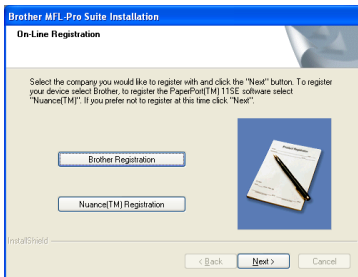 Brother MFL-Pro Suite Installation
On-Line Registration
Select the company you would like to register with and click the "Next" button. To register
your device select Brother, to register the PaperPort(TM) 11SE software select
"Nuance(TM)". If you prefer not to register at this time click "Next".
Product Registration
Brother Registration
Nuance(TM) Registration
InstallShield
< Back
Next >
Cancel